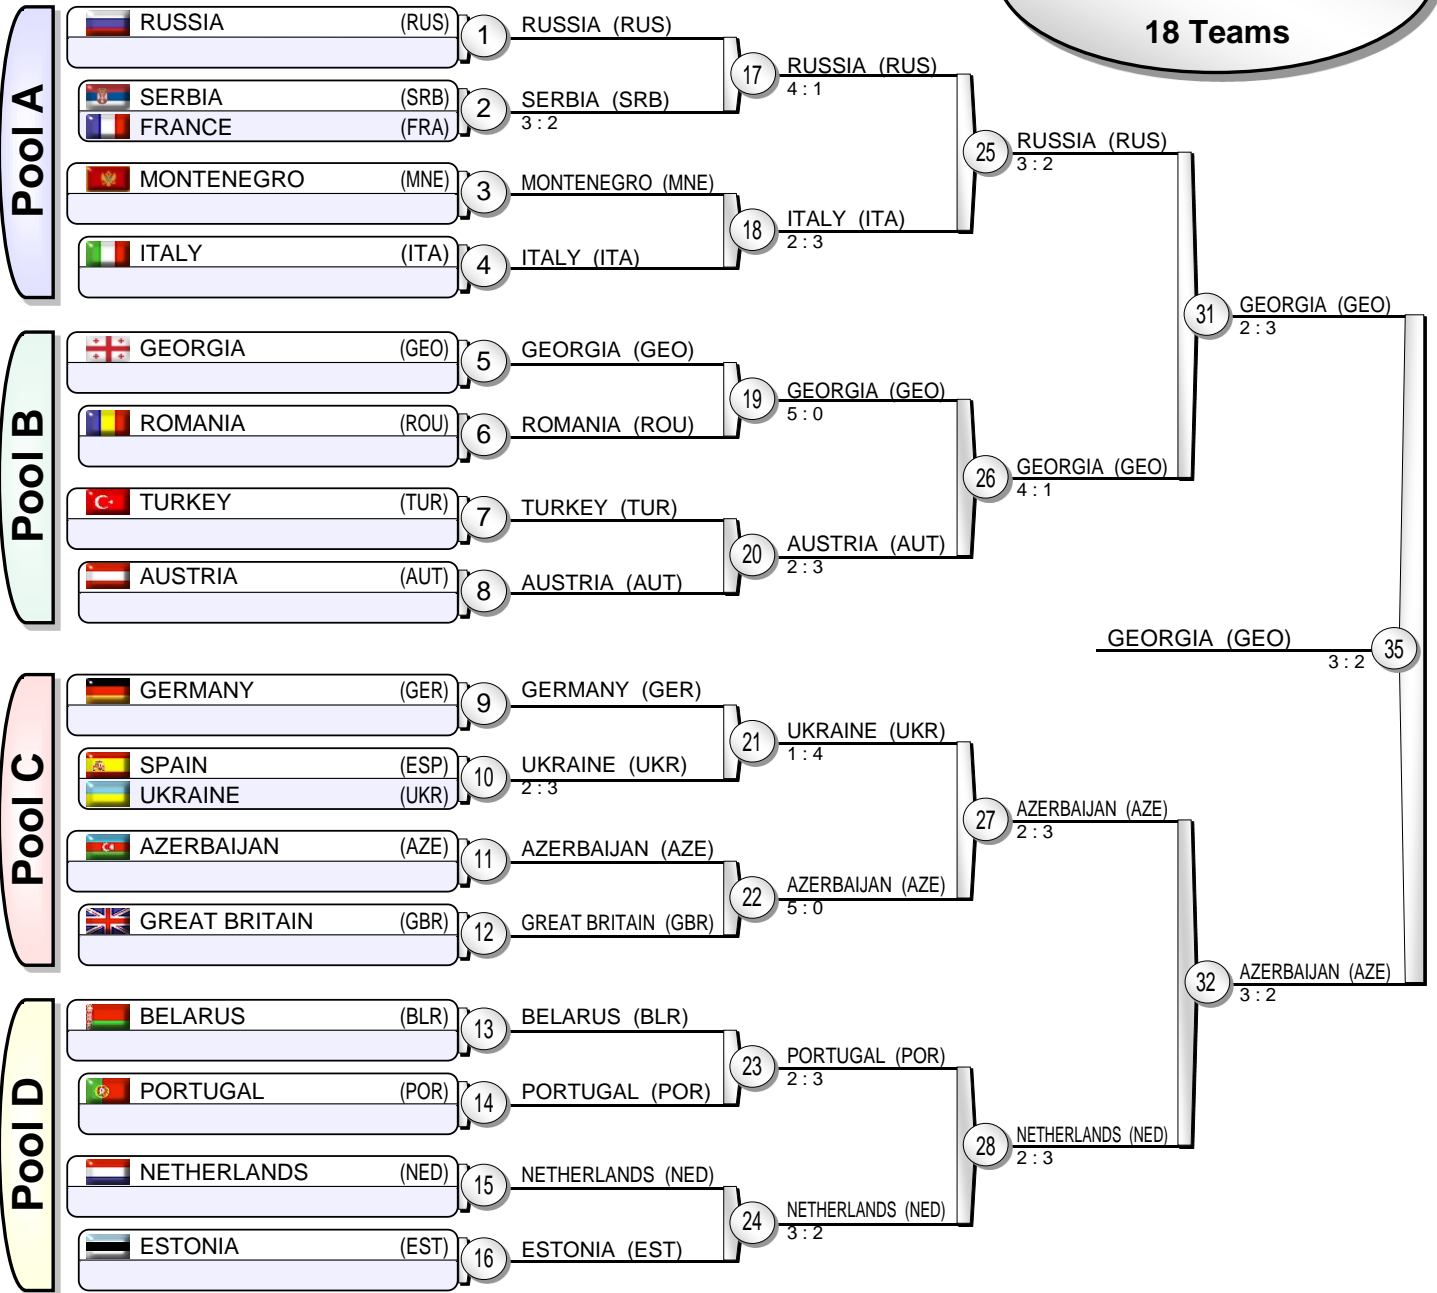 18 Teams
Pool A
RUSSIA (RUS)
1
RUSSIA (RUS)
SERBIA (SRB)
FRANCE (FRA)
2
SERBIA (SRB)
3 : 2
17
RUSSIA (RUS)
4 : 1
MONTENEGRO (MNE)
3
MONTENEGRO (MNE)
ITALY (ITA)
4
ITALY (ITA)
18
ITALY (ITA)
2 : 3
25
RUSSIA (RUS)
3 : 2
Pool B
GEORGIA (GEO)
5
GEORGIA (GEO)
ROMANIA (ROU)
6
ROMANIA (ROU)
19
GEORGIA (GEO)
5 : 0
TURKEY (TUR)
7
TURKEY (TUR)
AUSTRIA (AUT)
8
AUSTRIA (AUT)
20
AUSTRIA (AUT)
2 : 3
26
GEORGIA (GEO)
4 : 1
31
GEORGIA (GEO)
2 : 3
Pool C
GERMANY (GER)
9
GERMANY (GER)
SPAIN (ESP)
UKRAINE (UKR)
10
UKRAINE (UKR)
2 : 3
21
UKRAINE (UKR)
1 : 4
AZERBAIJAN (AZE)
11
AZERBAIJAN (AZE)
GREAT BRITAIN (GBR)
12
GREAT BRITAIN (GBR)
22
AZERBAIJAN (AZE)
5 : 0
27
AZERBAIJAN (AZE)
2 : 3
Pool D
BELARUS (BLR)
13
BELARUS (BLR)
PORTUGAL (POR)
14
PORTUGAL (POR)
23
PORTUGAL (POR)
2 : 3
NETHERLANDS (NED)
15
NETHERLANDS (NED)
ESTONIA (EST)
16
ESTONIA (EST)
24
NETHERLANDS (NED)
3 : 2
28
NETHERLANDS (NED)
2 : 3
32
AZERBAIJAN (AZE)
3 : 2
GEORGIA (GEO)
3 : 2
35